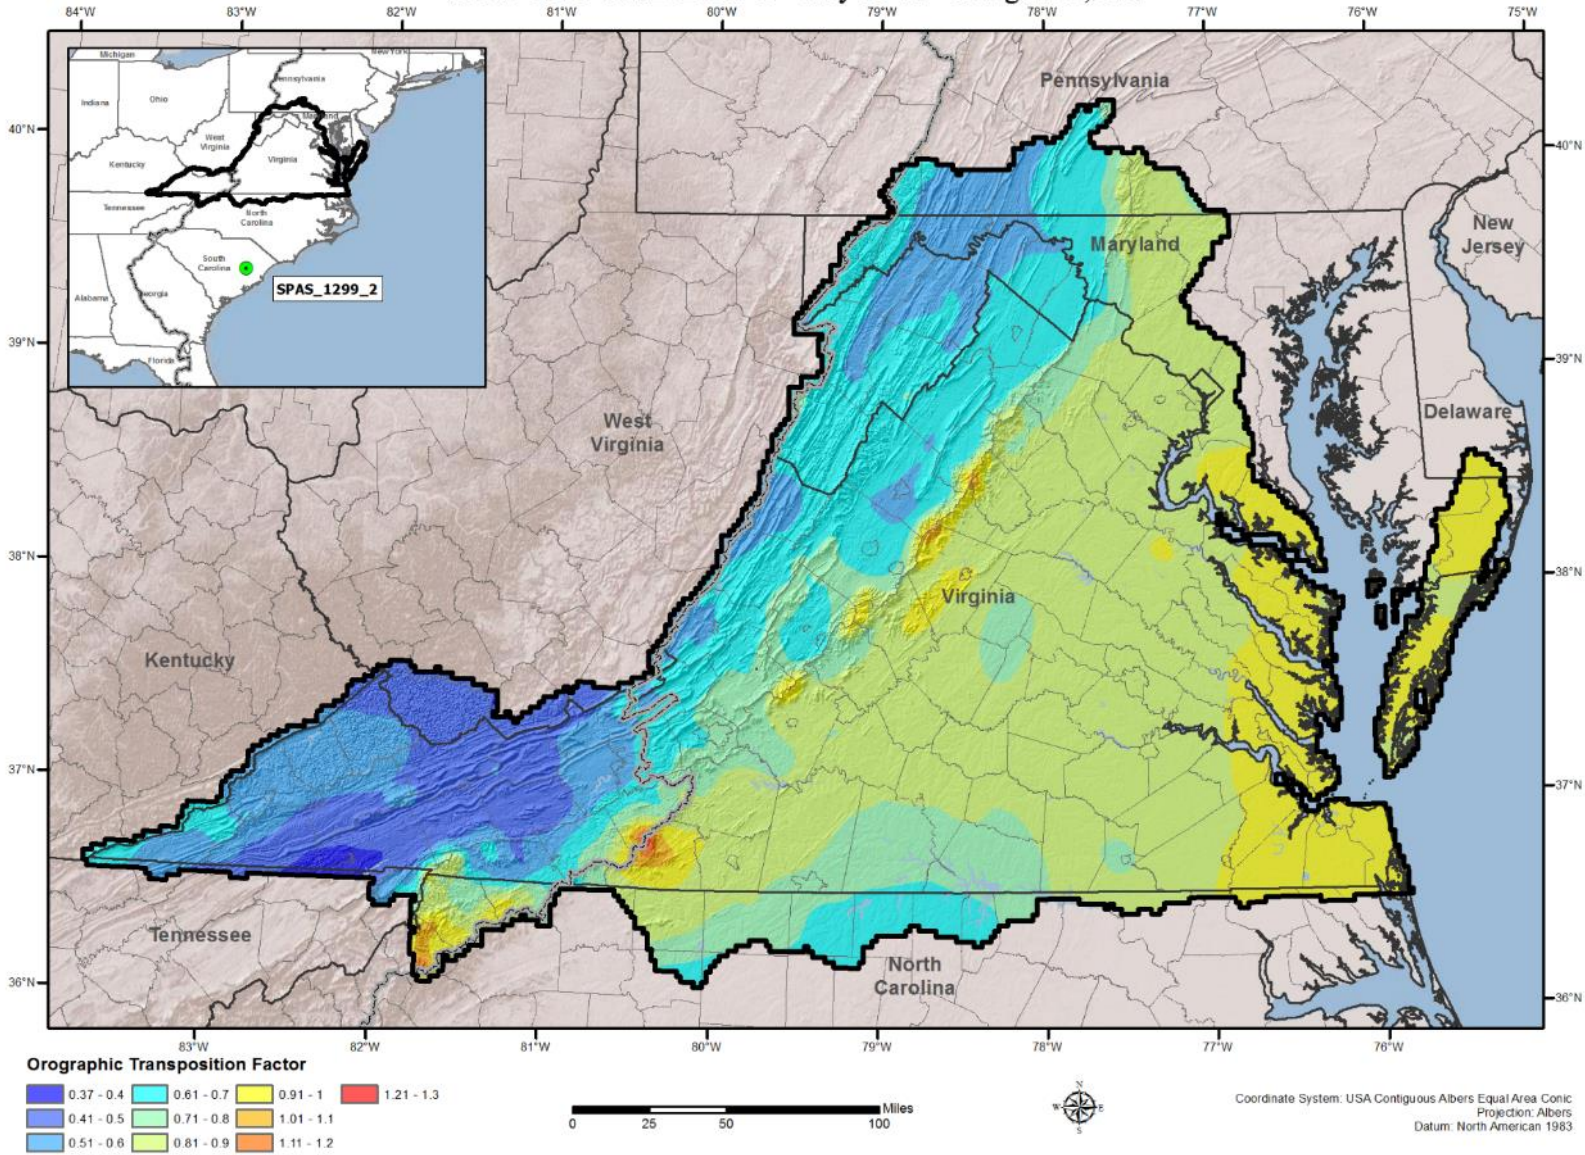 84°W 83°W 82°W 81°W 80°W 79°W 78°W 77°W 76°W 75°W
Michigan
New York
Indiana
Ohio
Pennsylvania
Maryland
West
Virginia
Virginia
Kentucky
Tennessee
North
Carolina
South
Carolina
Alabama
Georgia
Florida
SPAS_1299_2
Pennsylvania
40°N
40°N
Maryland
New
Jersey
39°N
39°N
West
Virginia
Delaware
38°N
38°N
Virginia
Kentucky
37°N
37°N
Tennessee
North
Carolina
36°N
36°N
83°W 82°W 81°W 80°W 79°W 78°W 77°W 76°W
Orographic Transposition Factor
0.37 - 0.4 0.61 - 0.7 0.91 - 1 1.21 - 1.3
0.41 - 0.5 0.71 - 0.8 1.01 - 1.1
0.51 - 0.6 0.81 - 0.9 1.11 - 1.2
Miles
0 25 50 100
N
W E
S
Coordinate System: USA Contiguous Albers Equal Area Conic
Projection: Albers
Datum: North American 1983